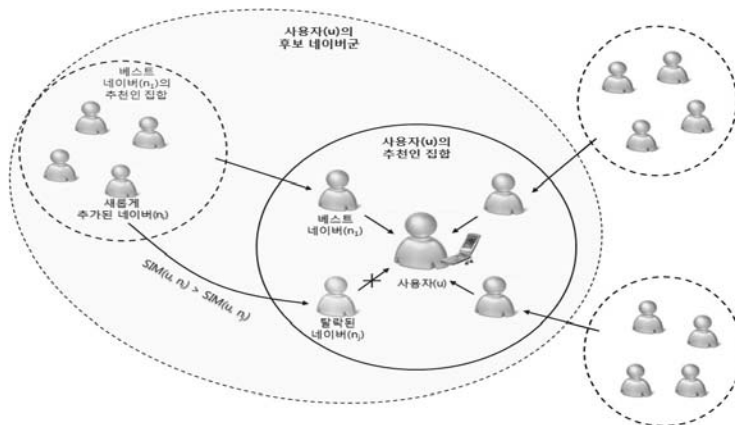 사용자(u)의
후보 네이버군
베스트
네이버(n₁)의
추천인 집합
새롭게
추가된 네이버(nᵢ)
사용자(u)의
추천인 집합
베스트
네이버(n₁)
사용자(u)
탈락된
네이버(nⱼ)
SIM(u, nᵢ) > SIM(u, nⱼ)